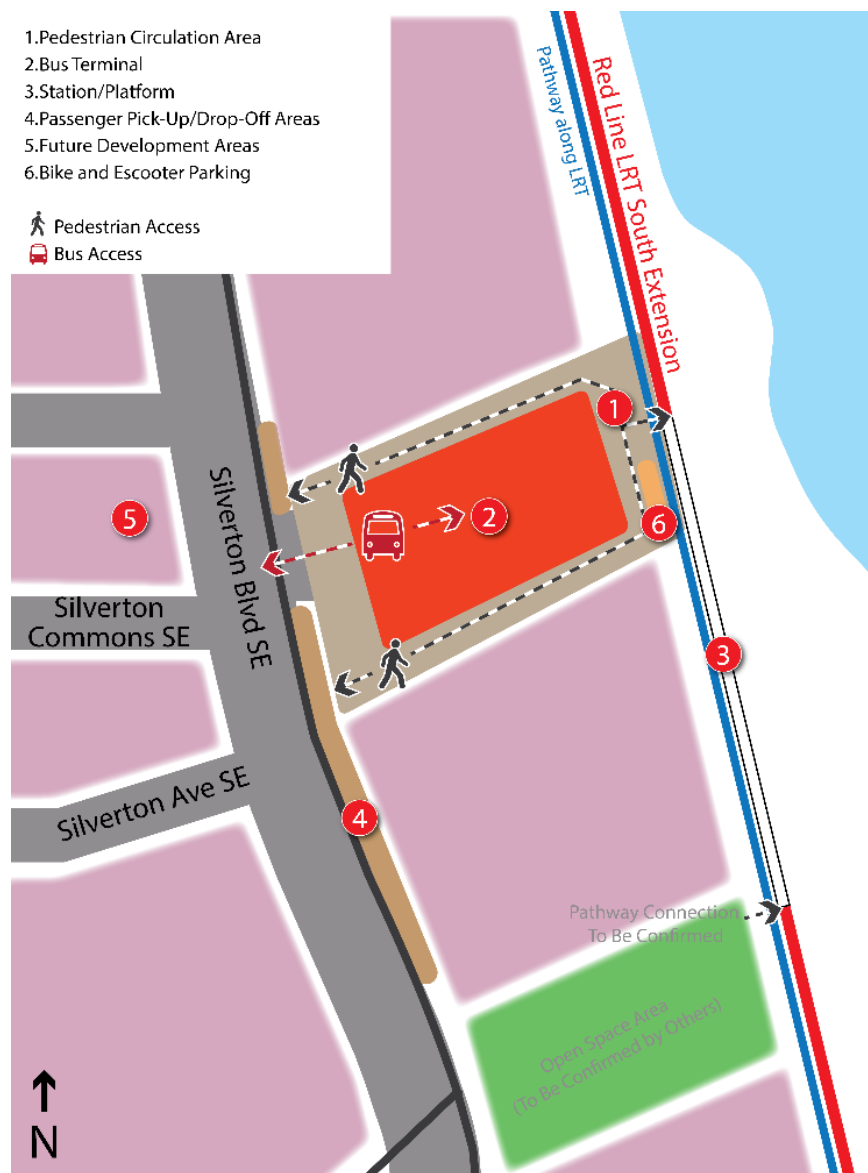 1.Pedestrian Circulation Area
2.Bus Terminal
3.Station/Platform
4.Passenger Pick-Up/Drop-Off Areas
5.Future Development Areas
6.Bike and Escooter Parking
Pedestrian Access
Bus Access
Pathway along LRT
Red Line LRT South Extension
1
2
5
6
Silverton Blvd SE
Silverton
Commons SE
3
Silverton Ave SE
4
Pathway Connection
To Be Confirmed
Open Space Area
(To Be Confirmed by Others)
N